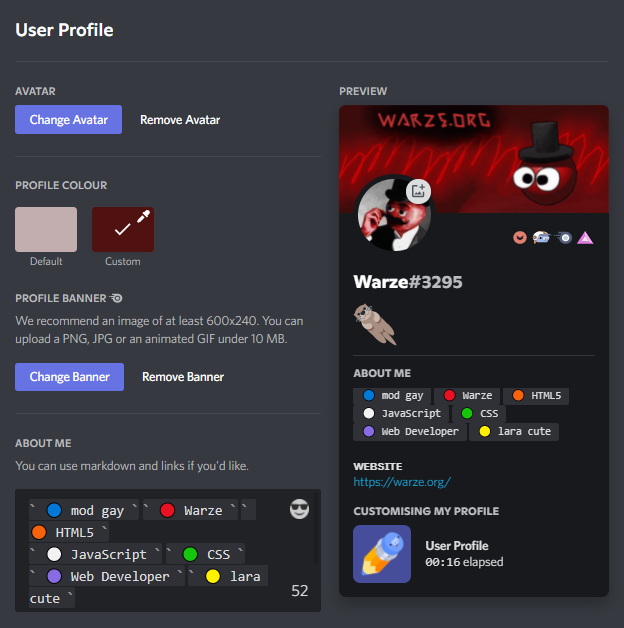 User Profile
AVATAR
Change Avatar
Remove Avatar
PROFILE COLOUR
Default
Custom
PROFILE BANNER
We recommend an image of at least 600x240. You can
upload a PNG, JPG or an animated GIF under 10 MB.
Change Banner
Remove Banner
ABOUT ME
You can use markdown and links if you'd like.
` 🔵 mod gay `` 🔴 Warze ``
🟠 HTML5 `
` ⚪ JavaScript `` 🟢 CSS `
` 🟣 Web Developer `` 🟡 lara
cute `
52
PREVIEW
WARZE.ORG
Warze#3295
ABOUT ME
mod gay Warze HTML5
JavaScript CSS
Web Developer lara cute
WEBSITE
https://warze.org/
CUSTOMISING MY PROFILE
User Profile
00:16 elapsed